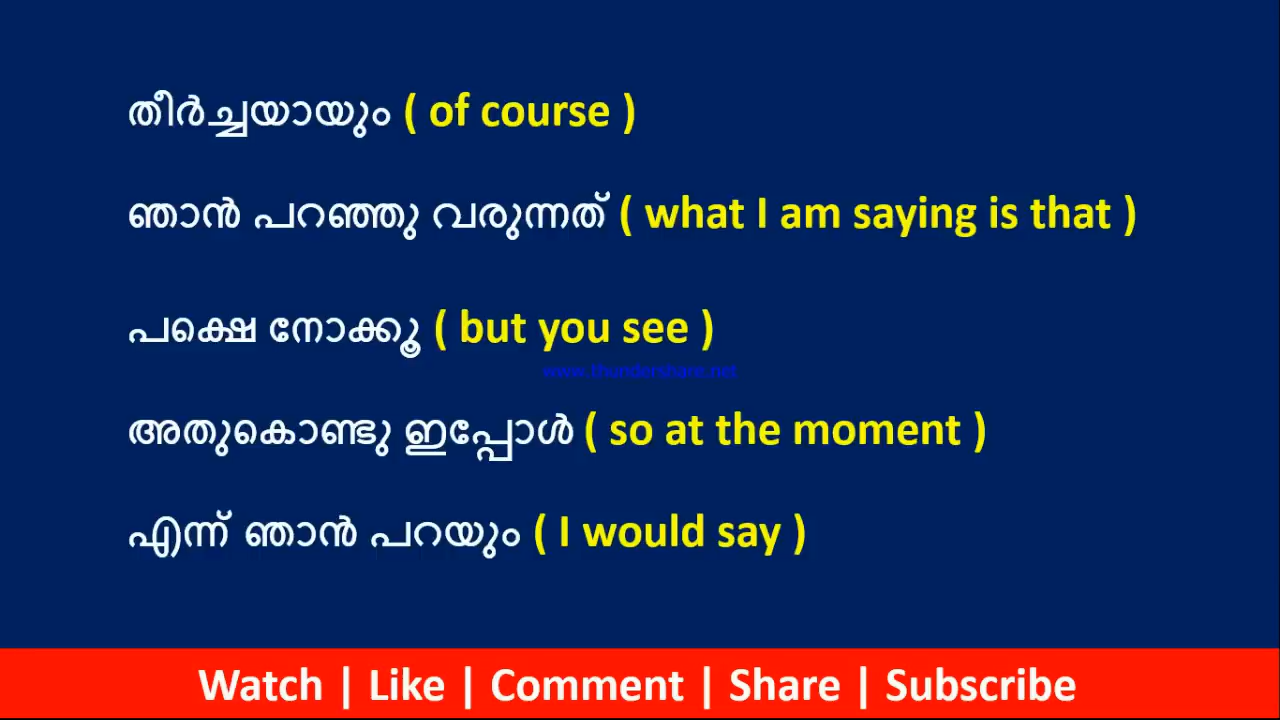 തീർച്ചയായും ( of course )
ഞാൻ പറഞ്ഞു വരുന്നത് ( what I am saying is that )
പക്ഷെ നോക്കൂ ( but you see )
www.thundershare.net
അതുകൊണ്ടു ഇപ്പോൾ ( so at the moment )
എന്ന് ഞാൻ പറയും ( I would say )
Watch | Like | Comment | Share | Subscribe